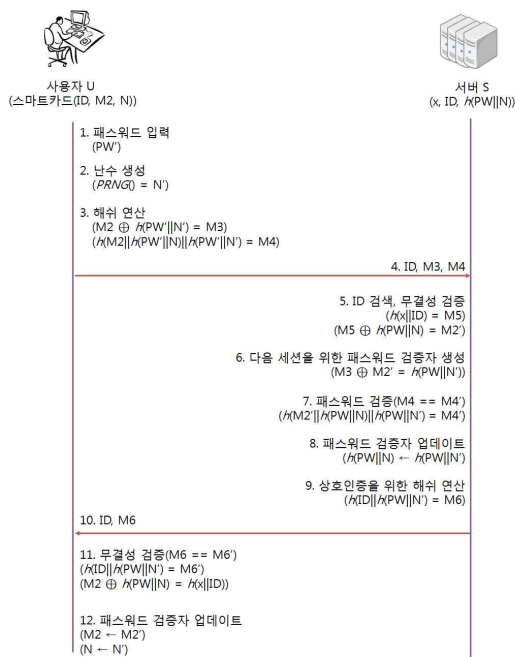 사용자 U
(스마트카드(ID, M2, N))
서버 S
(x, ID, h(PW||N))
1. 패스워드 입력
(PW′)
2. 난수 생성
(PRNG() = N′)
3. 해쉬 연산
(M2 ⊕ h(PW′||N′) = M3)
(h(M2||h(PW′||N)||h(PW′||N′) = M4)
4. ID, M3, M4
5. ID 검색, 무결성 검증
(h(x||ID) = M5)
(M5 ⊕ h(PW||N) = M2′)
6. 다음 세션을 위한 패스워드 검증자 생성
(M3 ⊕ M2′ = h(PW||N′))
7. 패스워드 검증(M4 == M4′)
(h(M2′||h(PW||N)||h(PW||N′) = M4′)
8. 패스워드 검증자 업데이트
(h(PW||N) ← h(PW||N′)
9. 상호인증을 위한 해쉬 연산
(h(ID||h(PW||N′) = M6)
10. ID, M6
11. 무결성 검증(M6 == M6′)
(h(ID||h(PW||N′) = M6′)
(M2 ⊕ h(PW||N) = h(x||ID))
12. 패스워드 검증자 업데이트
(M2 ← M2′)
(N ← N′)